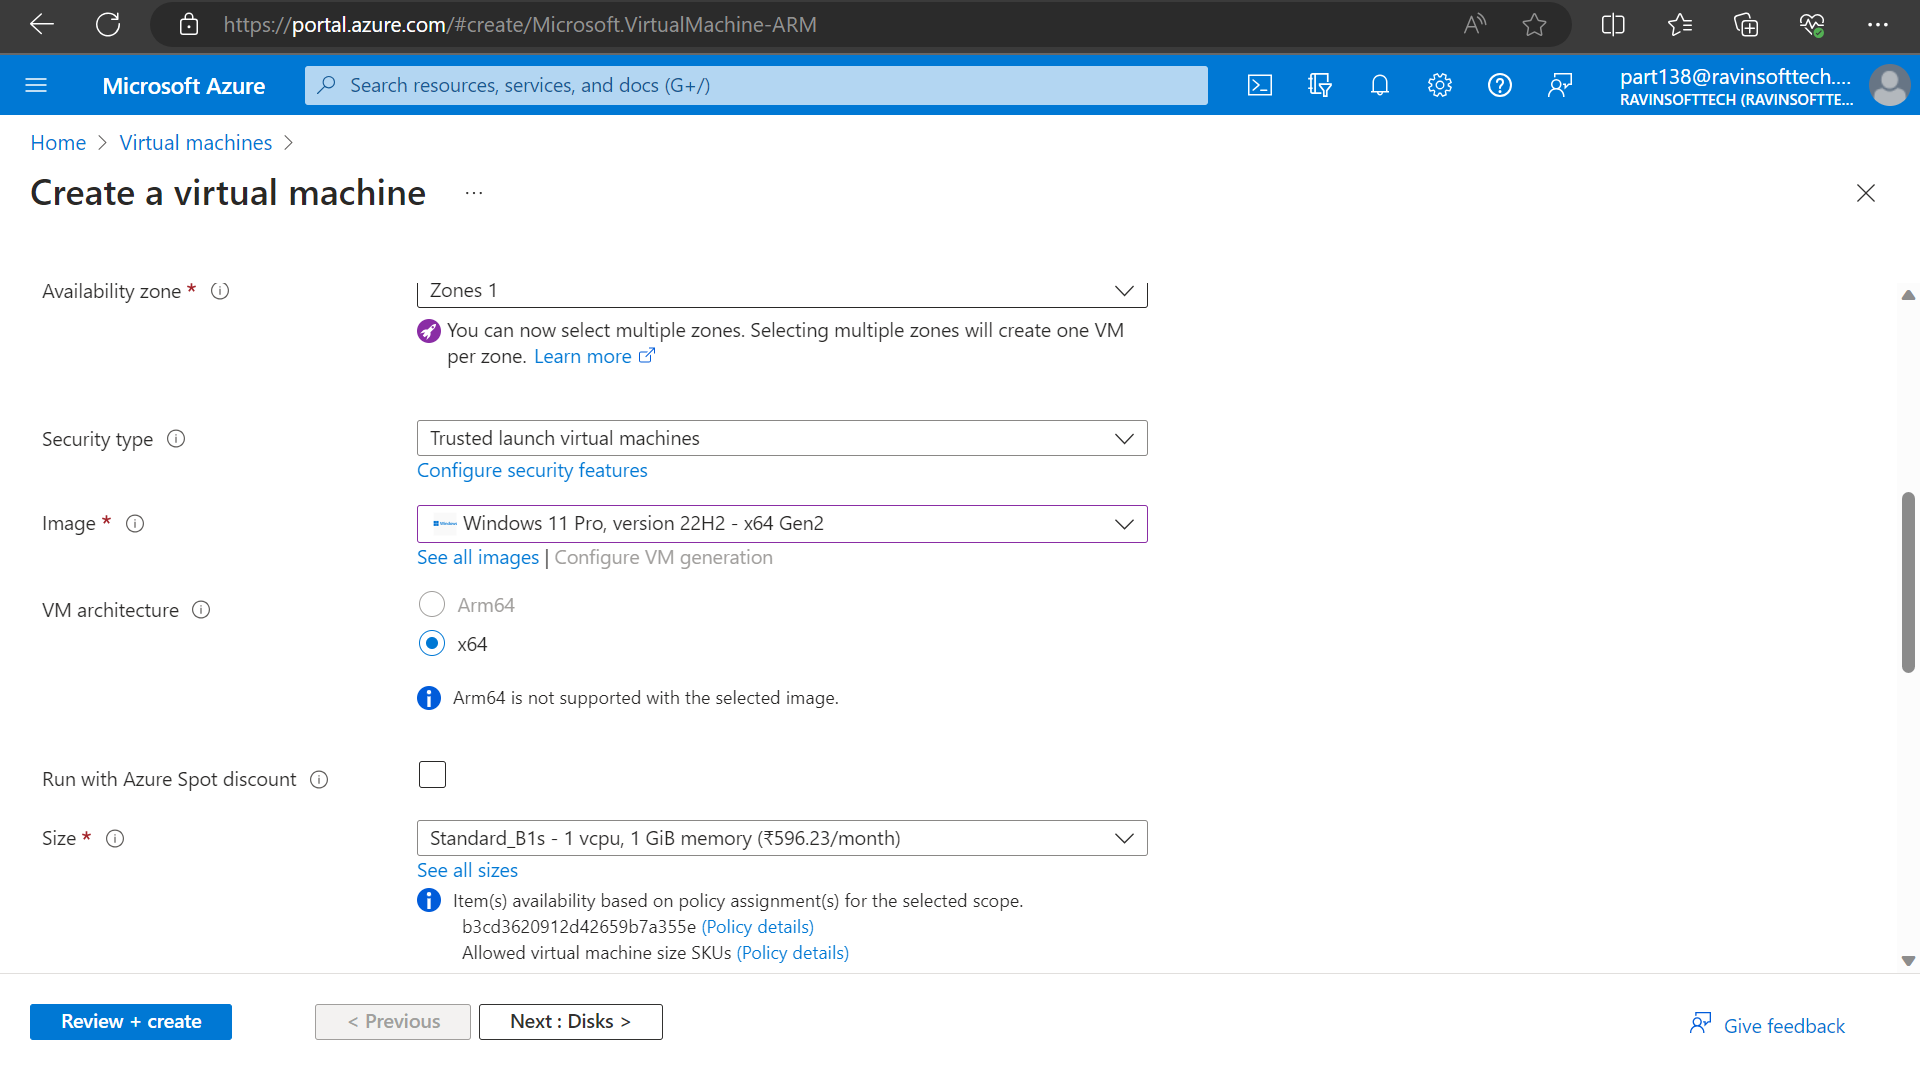 https://portal.azure.com/#create/Microsoft.VirtualMachine-ARM
Microsoft Azure
Search resources, services, and docs (G+/)
part138@ravinsofttech....
RAVINSOFTTECH (RAVINSOFTTE...
Home > Virtual machines >
Create a virtual machine ...
Availability zone *
Zones 1
You can now select multiple zones. Selecting multiple zones will create one VM
per zone. Learn more
Security type
Trusted launch virtual machines
Configure security features
Image *
Windows 11 Pro, version 22H2 - x64 Gen2
See all images | Configure VM generation
VM architecture
Arm64
x64
Arm64 is not supported with the selected image.
Run with Azure Spot discount
Size *
Standard_B1s - 1 vcpu, 1 GiB memory (₹596.23/month)
See all sizes
Item(s) availability based on policy assignment(s) for the selected scope.
b3cd3620912d42659b7a355e (Policy details)
Allowed virtual machine size SKUs (Policy details)
Review + create
< Previous
Next : Disks >
Give feedback